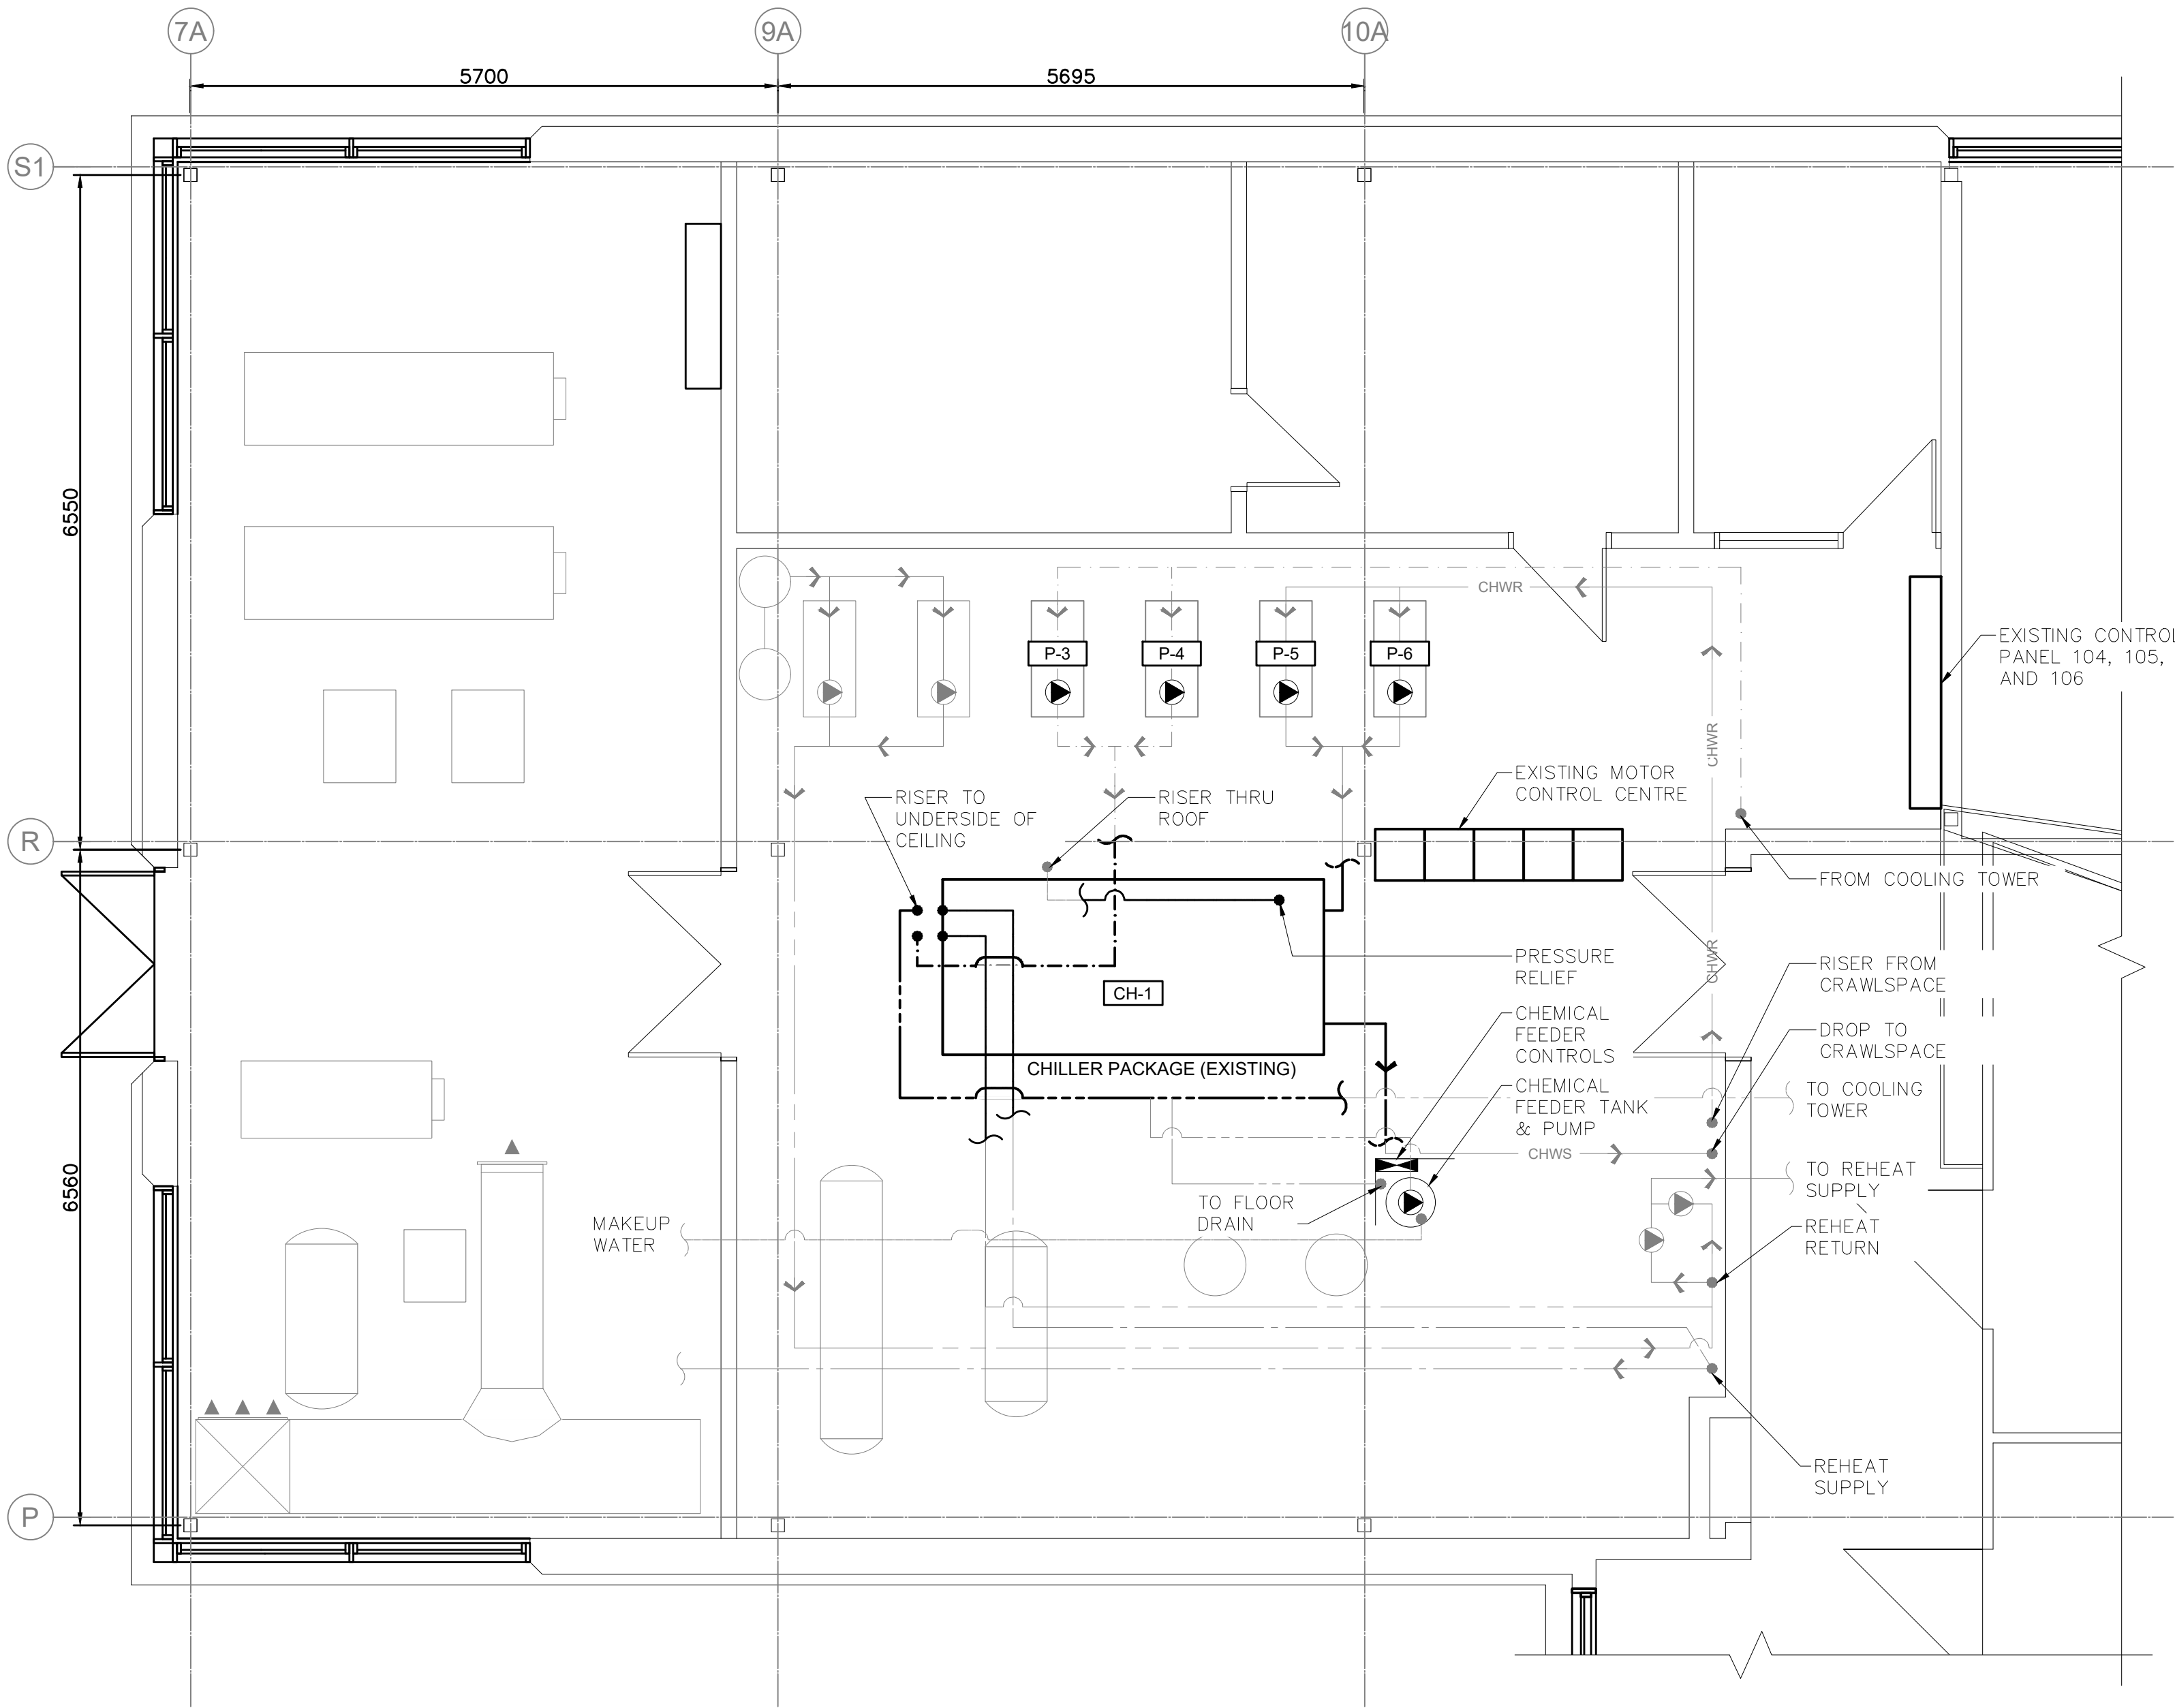 7A
9A
10A
5700
5695
S1
6550
CHWR
P-3
P-4
P-5
P-6
EXISTING CONTROL
PANEL 104, 105,
AND 106
CHWR
EXISTING MOTOR
CONTROL CENTRE
RISER TO
UNDERSIDE OF
CEILING
RISER THRU
ROOF
R
FROM COOLING TOWER
PRESSURE
RELIEF
CHWR
RISER FROM
CRAWLSPACE
CH-1
CHEMICAL
FEEDER
CONTROLS
DROP TO
CRAWLSPACE
CHILLER PACKAGE (EXISTING)
CHEMICAL
FEEDER TANK
& PUMP
TO COOLING
TOWER
CHWS
6560
TO REHEAT
SUPPLY
TO FLOOR
DRAIN
MAKEUP
WATER
REHEAT
RETURN
REHEAT
SUPPLY
P